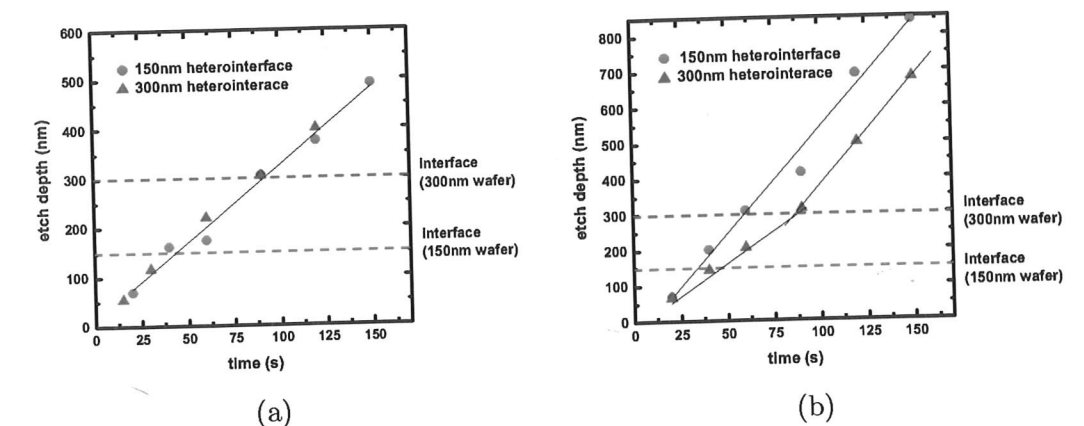 600
500
400
300
200
100
0
etch depth (nm)
150nm heterointerface
300nm heterointerace
Interface
(300nm wafer)
Interface
(150nm wafer)
0 25 50 75 100 125 150
time (s)
(a)
800
700
600
500
400
300
200
100
0
etch depth (nm)
150nm heterointerface
300nm heterointerace
Interface
(300nm wafer)
Interface
(150nm wafer)
0 25 50 75 100 125 150
time (s)
(b)